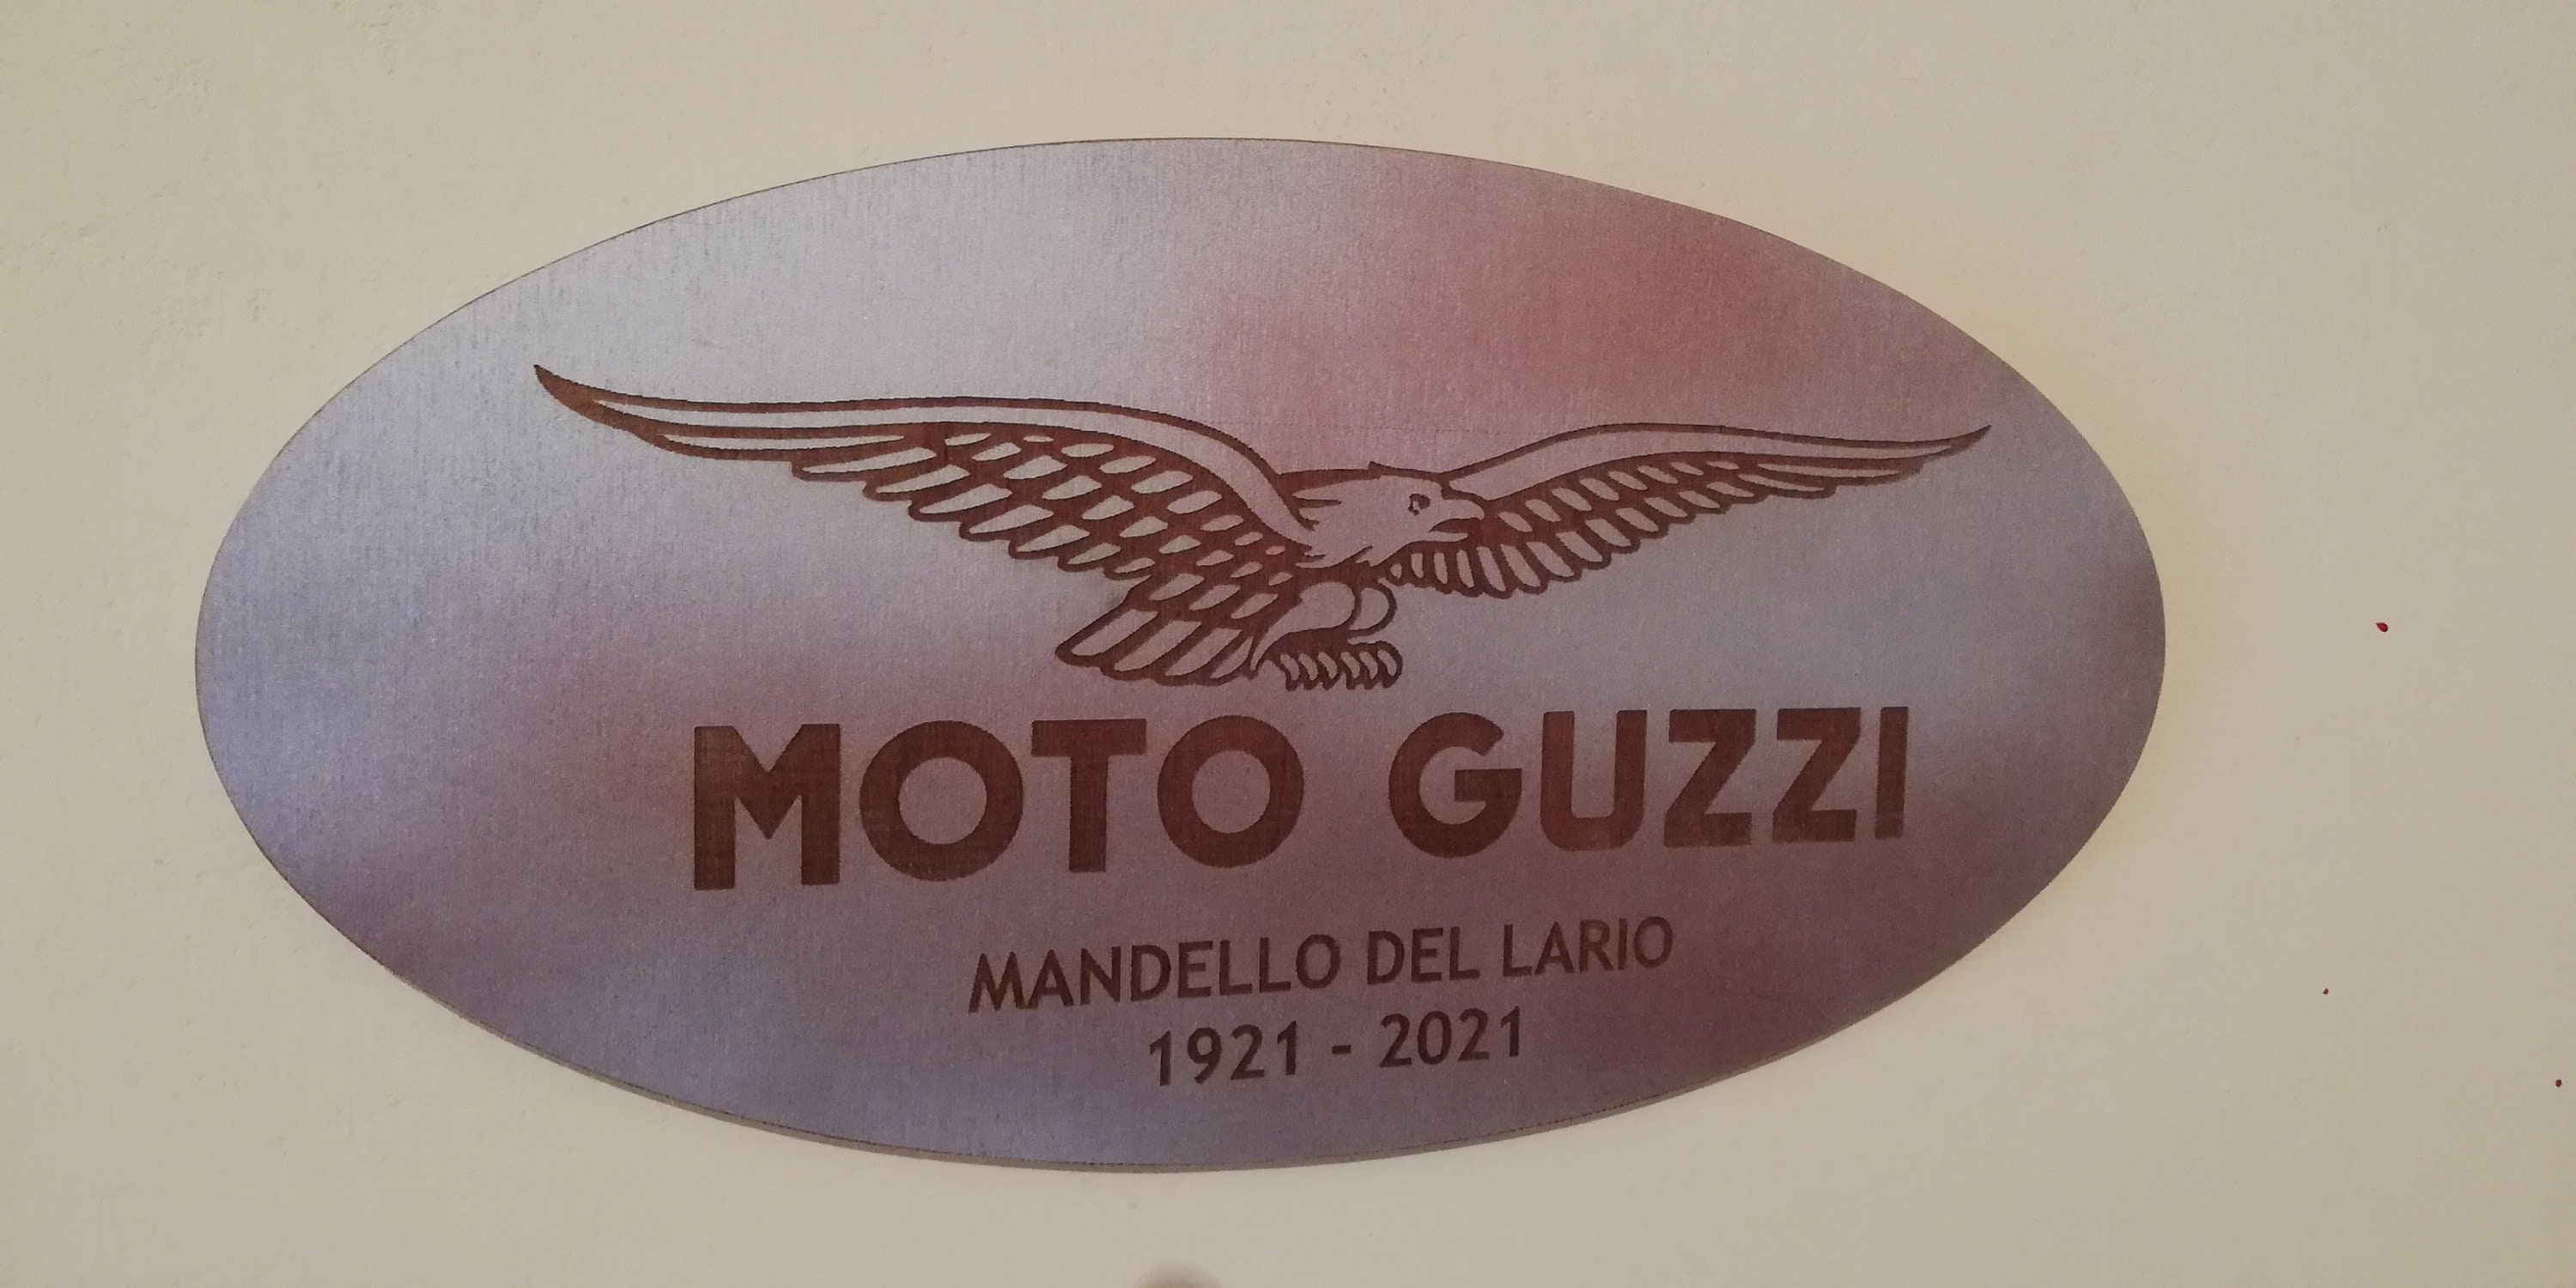 MOTO GUZZI
MANDELLO DEL LARIO
1921 - 2021